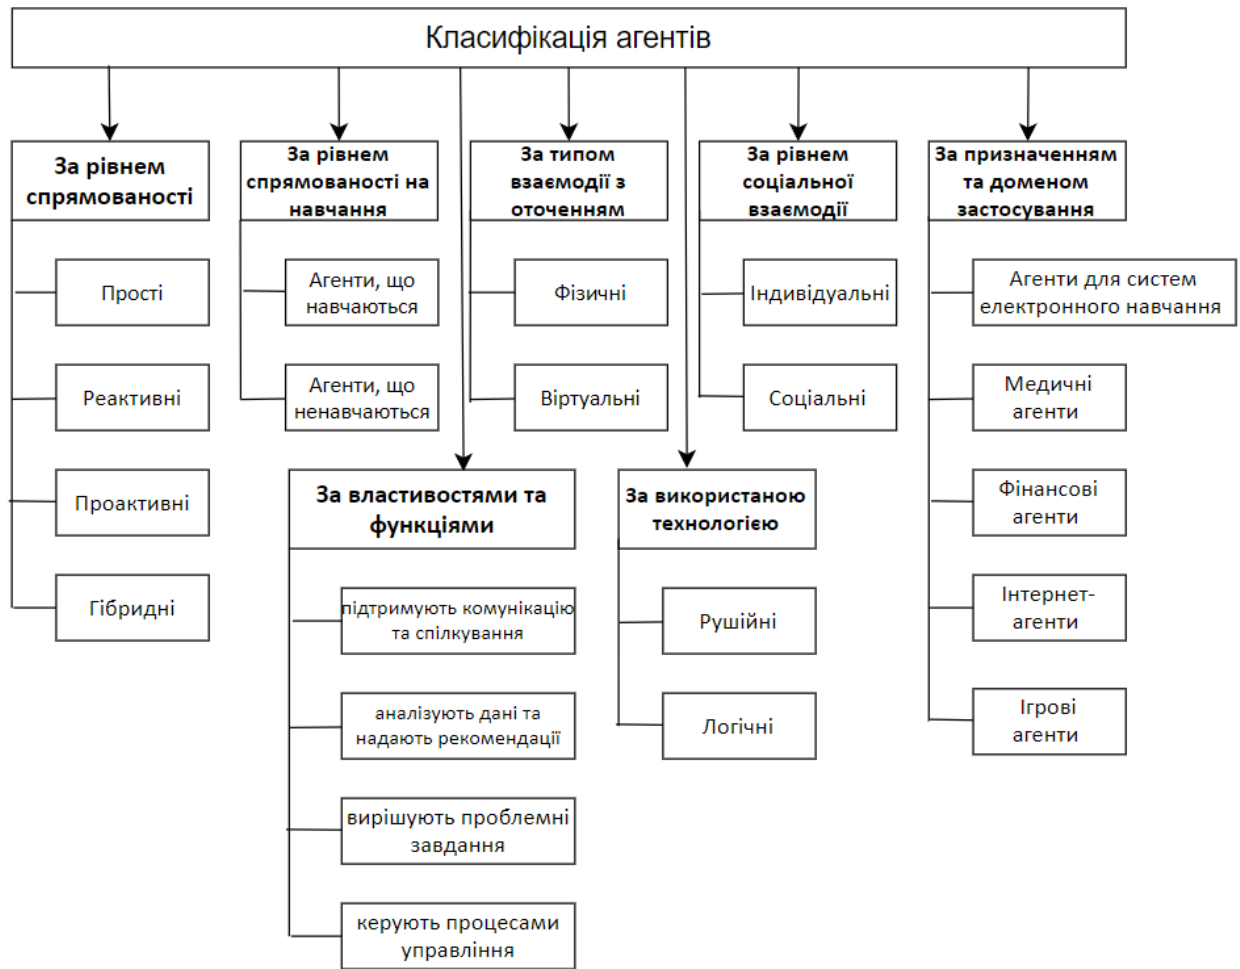 Класифікація агентів
За рівнем
спрямованості
Прості
Реактивні
Проактивні
Гібридні
За рівнем
спрямованості на
навчання
Агенти, що
навчаються
Агенти, що
ненавчаються
За типом
взаємодії з
оточенням
Фізичні
Віртуальні
За рівнем
соціальної
взаємодії
Індивідуальні
Соціальні
За призначенням
та доменом
застосування
Агенти для систем
електронного навчання
Медичні
агенти
Фінансові
агенти
Інтернет-
агенти
Ігрові
агенти
За властивостями та
функціями
підтримують комунікацію
та спілкування
аналізують дані та
надають рекомендації
вирішують проблемні
завдання
керують процесами
управління
За використаною
технологією
Рушійні
Логічні